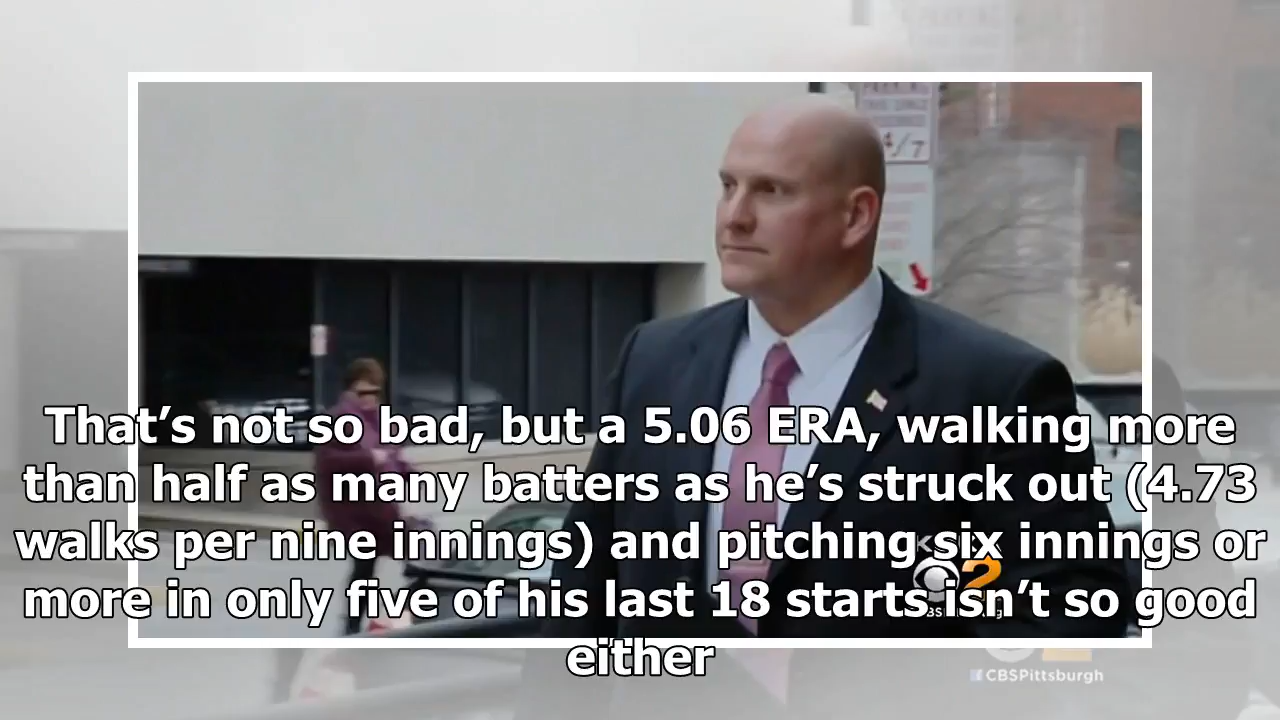 4/7
That’s not so bad, but a 5.06 ERA, walking more
than half as many batters as he’s struck out (4.73
walks per nine innings) and pitching six innings or
more in only five of his last 18 starts isn’t so good
either
CBSPittsburgh